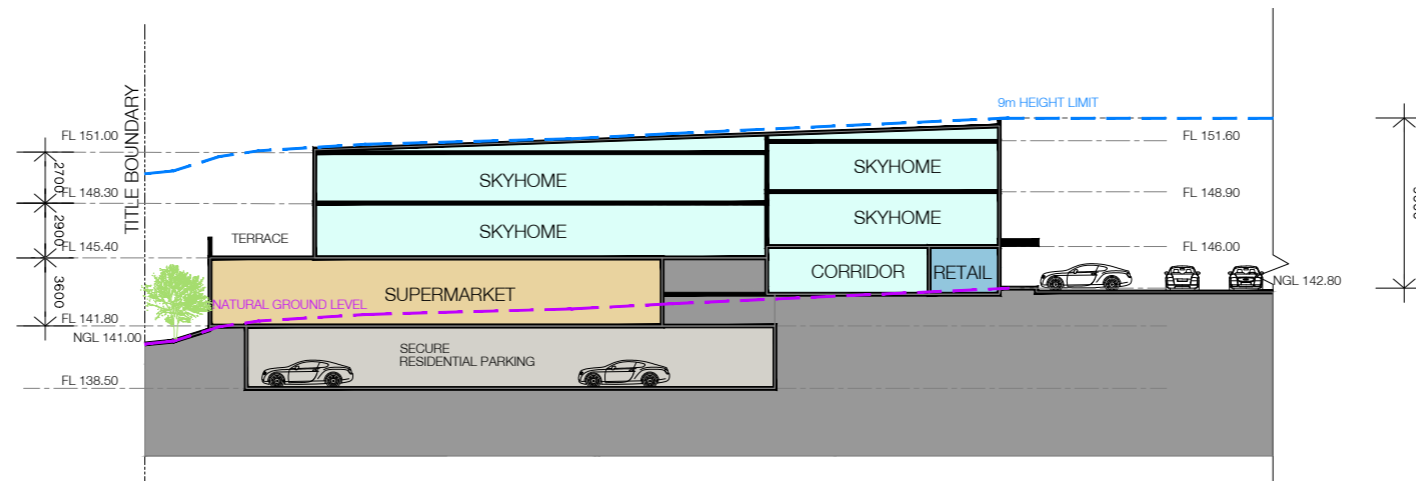 TITLE BOUNDARY
9m HEIGHT LIMIT
FL 151.00
FL 151.60
2700
SKYHOME
SKYHOME
FL 148.30
FL 148.90
2900
SKYHOME
SKYHOME
TERRACE
FL 145.40
FL 146.00
3600
CORRIDOR
RETAIL
NGL 142.80
SUPERMARKET
NATURAL GROUND LEVEL
FL 141.80
NGL 141.00
SECURE
RESIDENTIAL PARKING
FL 138.50